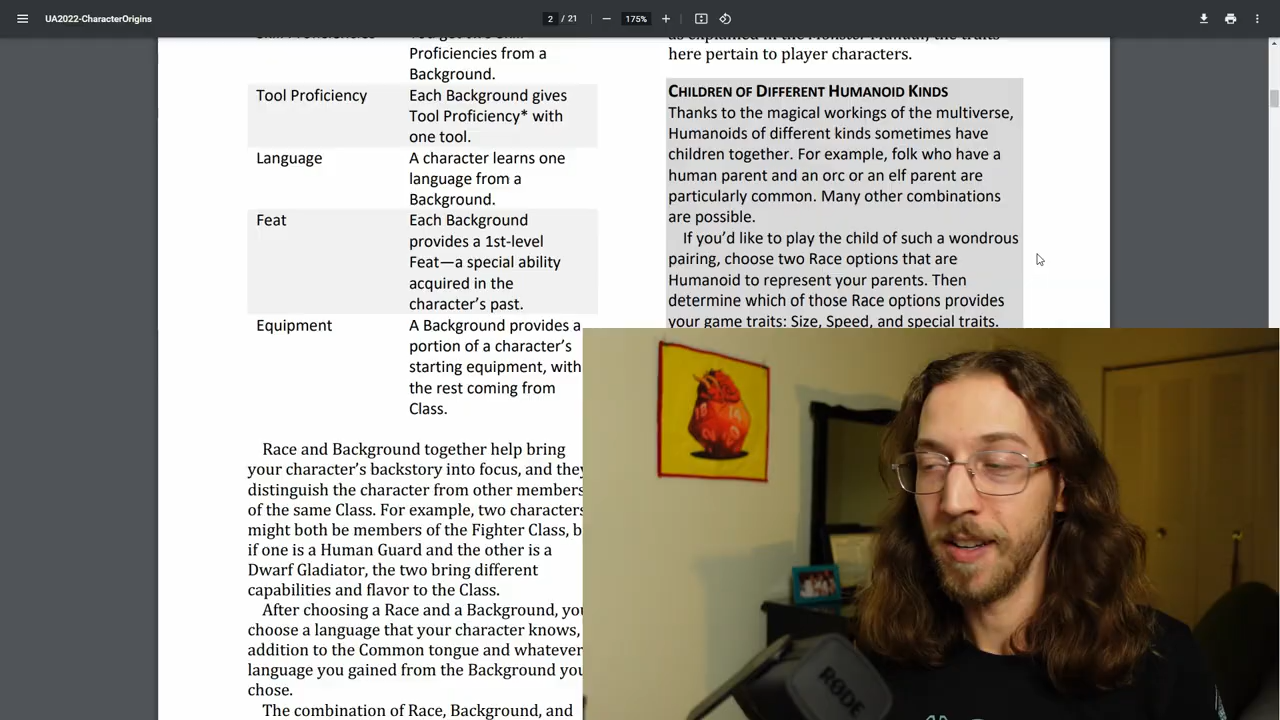 UA2022-CharacterOrigins
2 / 21
175%
Proficiencies from a
Background.
Tool Proficiency
Each Background gives
Tool Proficiency* with
one tool.
Language
A character learns one
language from a
Background.
Feat
Each Background
provides a 1st-level
Feat—a special ability
acquired in the
character's past.
Equipment
A Background provides a
portion of a character's
starting equipment, with
the rest coming from
Class.
Race and Background together help bring
your character's backstory into focus, and they
distinguish the character from other members
of the same Class. For example, two characters
might both be members of the Fighter Class, b
if one is a Human Guard and the other is a
Dwarf Gladiator, the two bring different
capabilities and flavor to the Class.
After choosing a Race and a Background, you
choose a language that your character knows,
addition to the Common tongue and whatever
language you gained from the Background you
chose.
The combination of Race, Background, and
as explained in the Monster Manual, the traits
here pertain to player characters.
CHILDREN OF DIFFERENT HUMANOID KINDS
Thanks to the magical workings of the multiverse,
Humanoids of different kinds sometimes have
children together. For example, folk who have a
human parent and an orc or an elf parent are
particularly common. Many other combinations
are possible.
If you'd like to play the child of such a wondrous
pairing, choose two Race options that are
Humanoid to represent your parents. Then
determine which of those Race options provides
your game traits: Size, Speed, and special traits.
RØDE